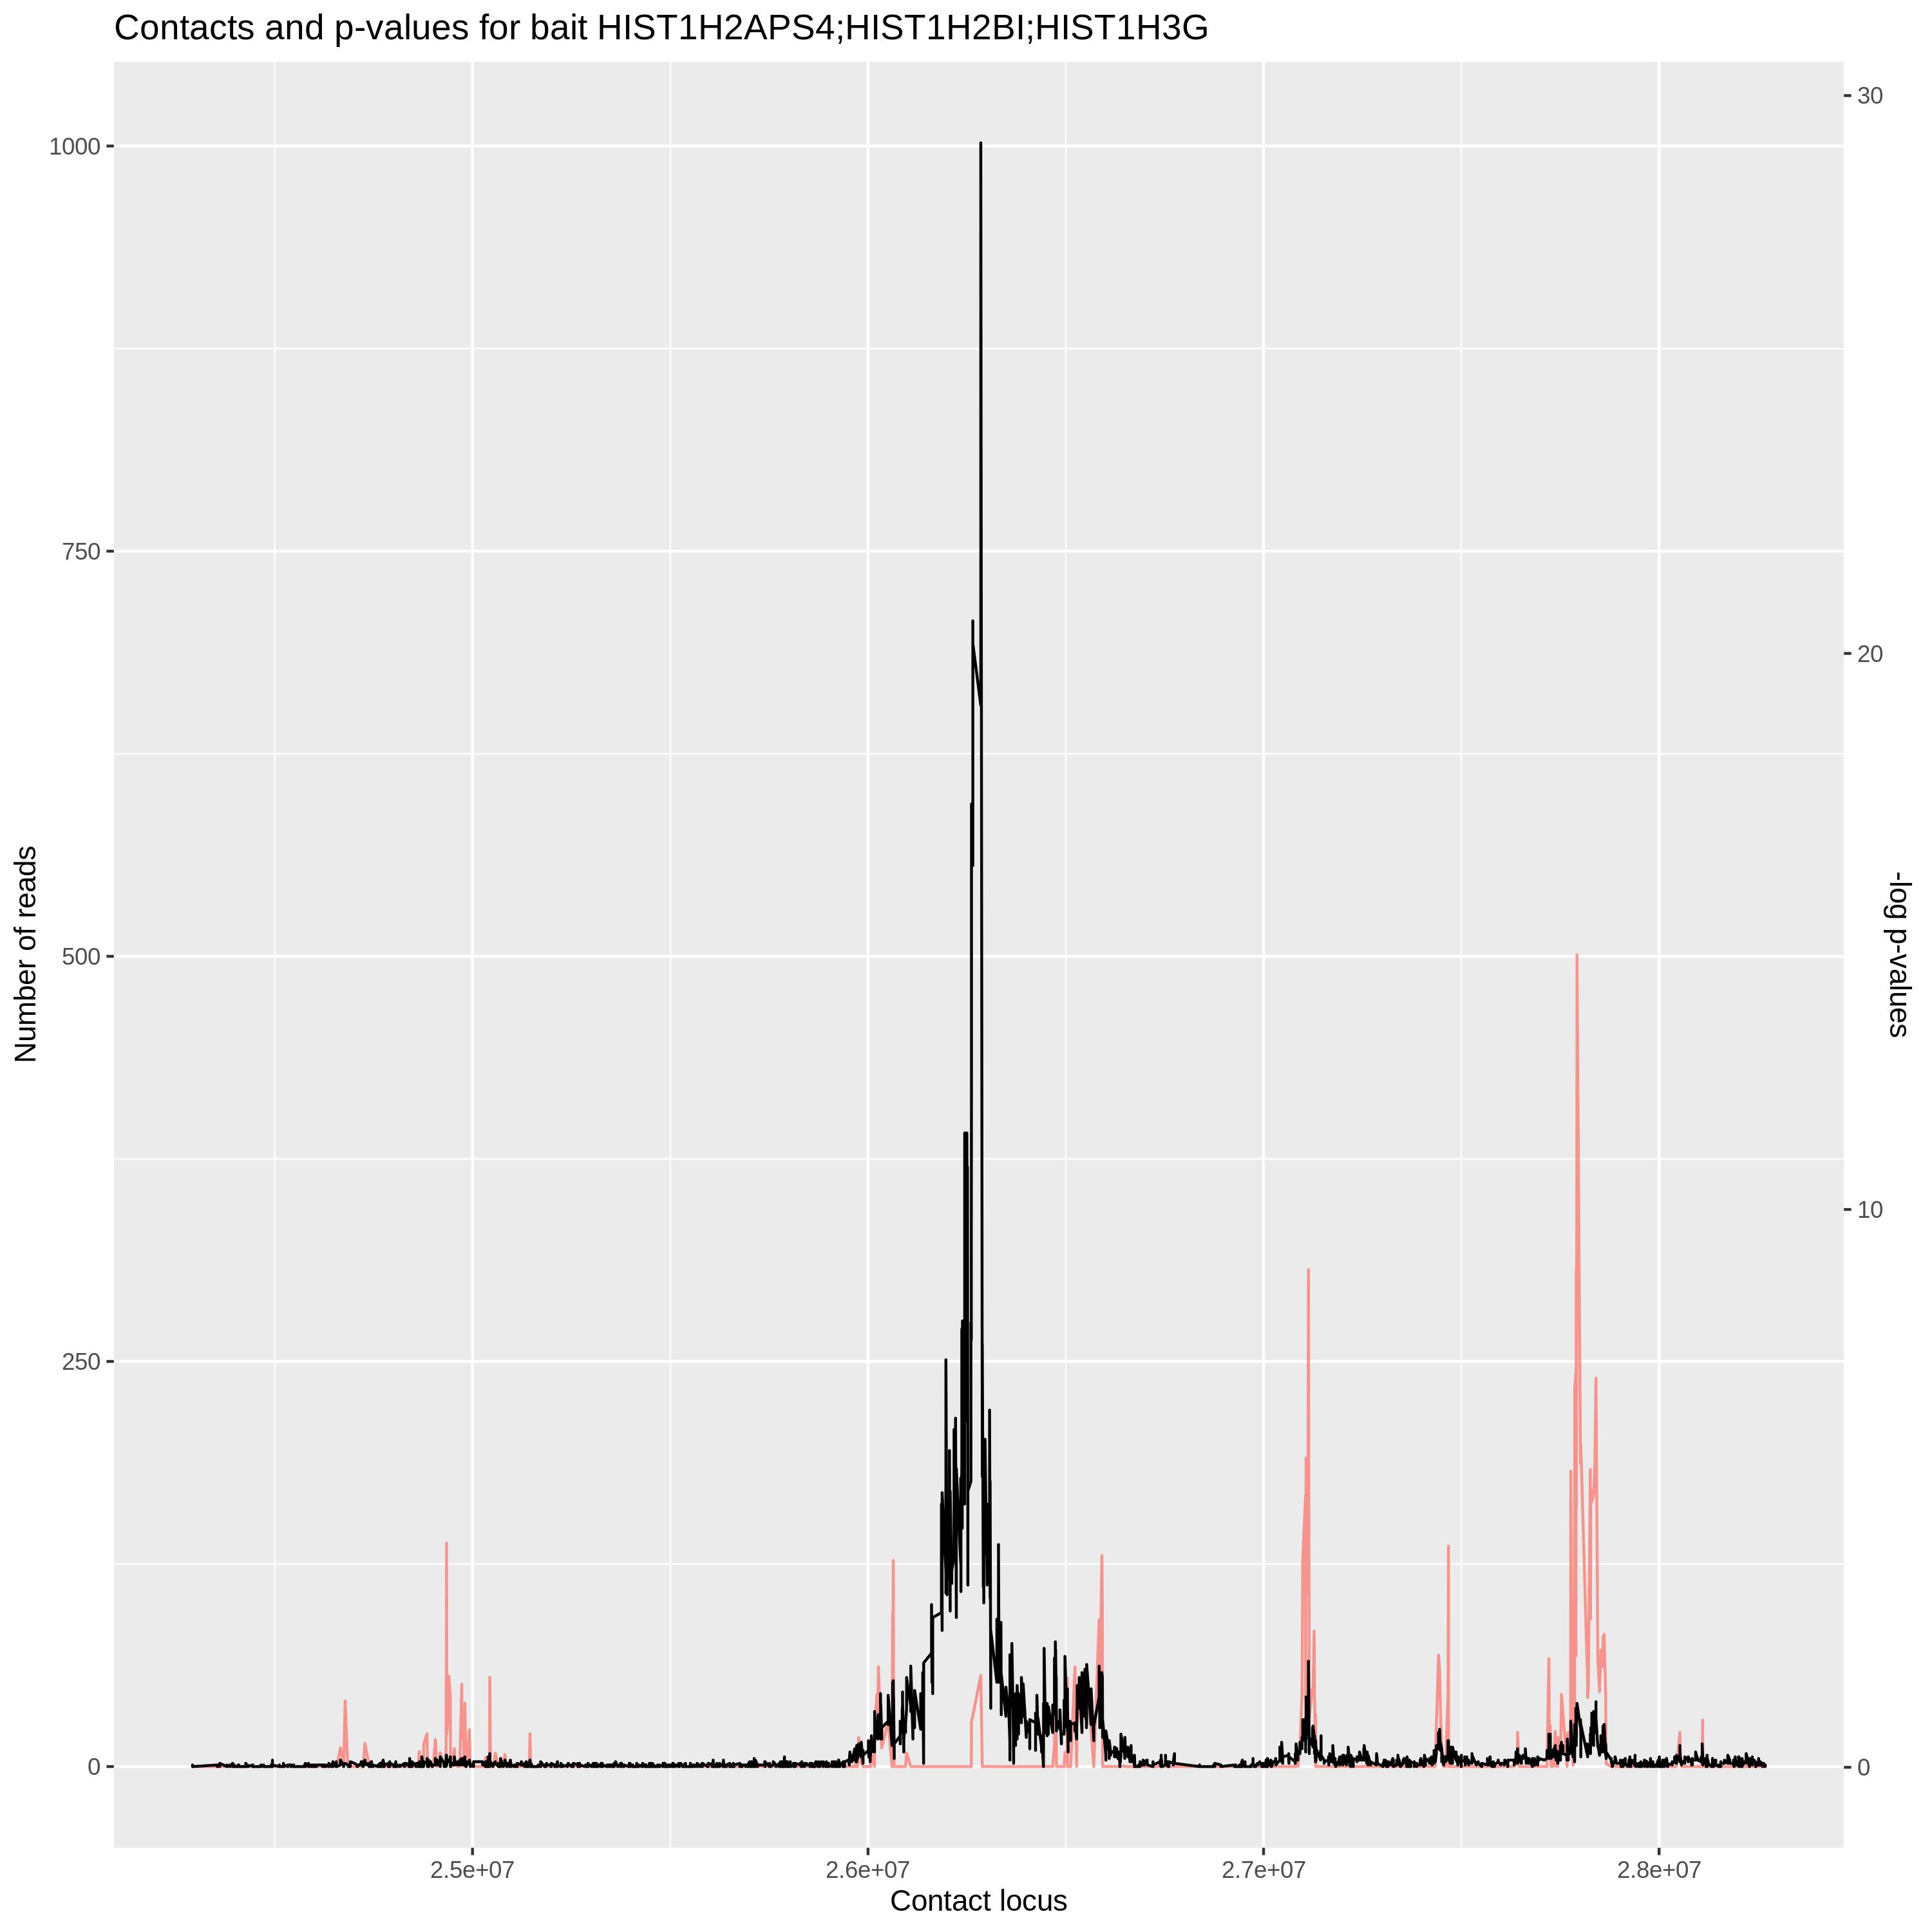 Contacts and p-values for bait HIST1H2APS4;HIST1H2BI;HIST1H3G
1000
750
500
250
0
Number of reads
30
20
10
0
-log p-values
2.5e+07 2.6e+07 2.7e+07 2.8e+07
Contact locus